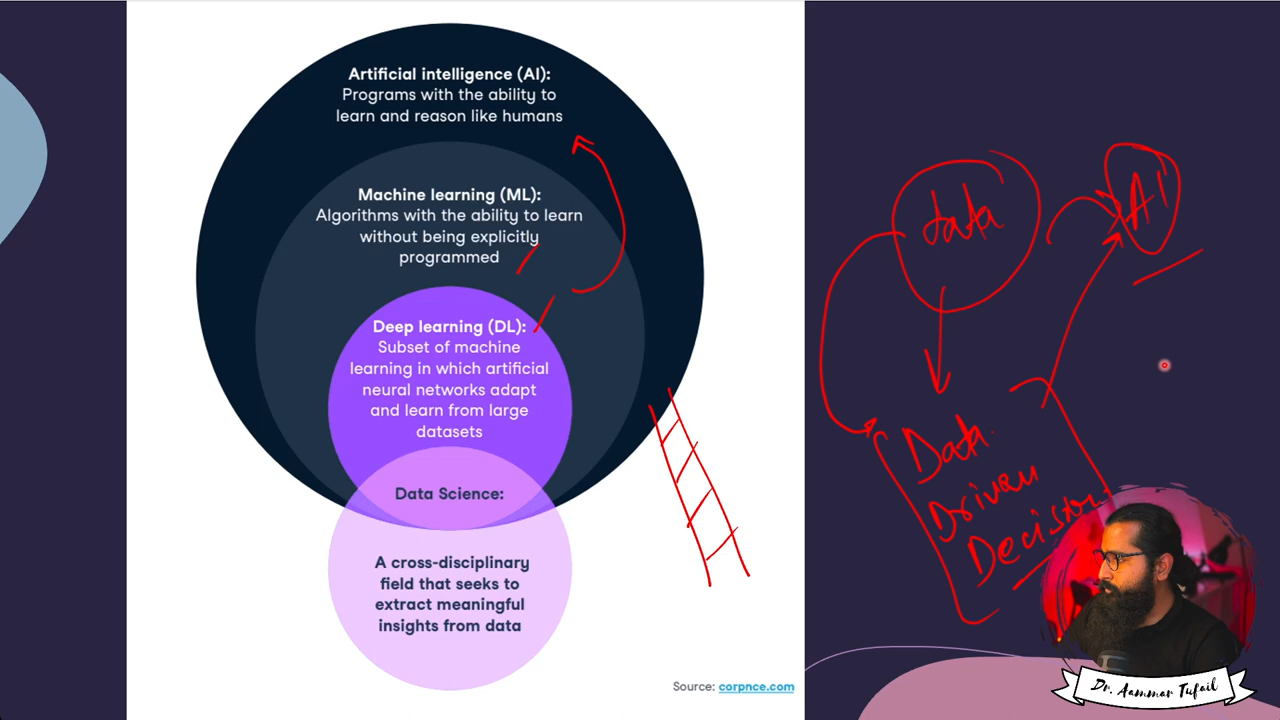 Artificial intelligence (AI):
Programs with the ability to
learn and reason like humans
Machine learning (ML):
Algorithms with the ability to learn
without being explicitly
programmed
Deep learning (DL):
Subset of machine
learning in which artificial
neural networks adapt
and learn from large
datasets
Data Science:
A cross-disciplinary
field that seeks to
extract meaningful
insights from data
Source: corpnce.com
data
AI
Data
Driven
Decision
Dr. Aammar Tufail